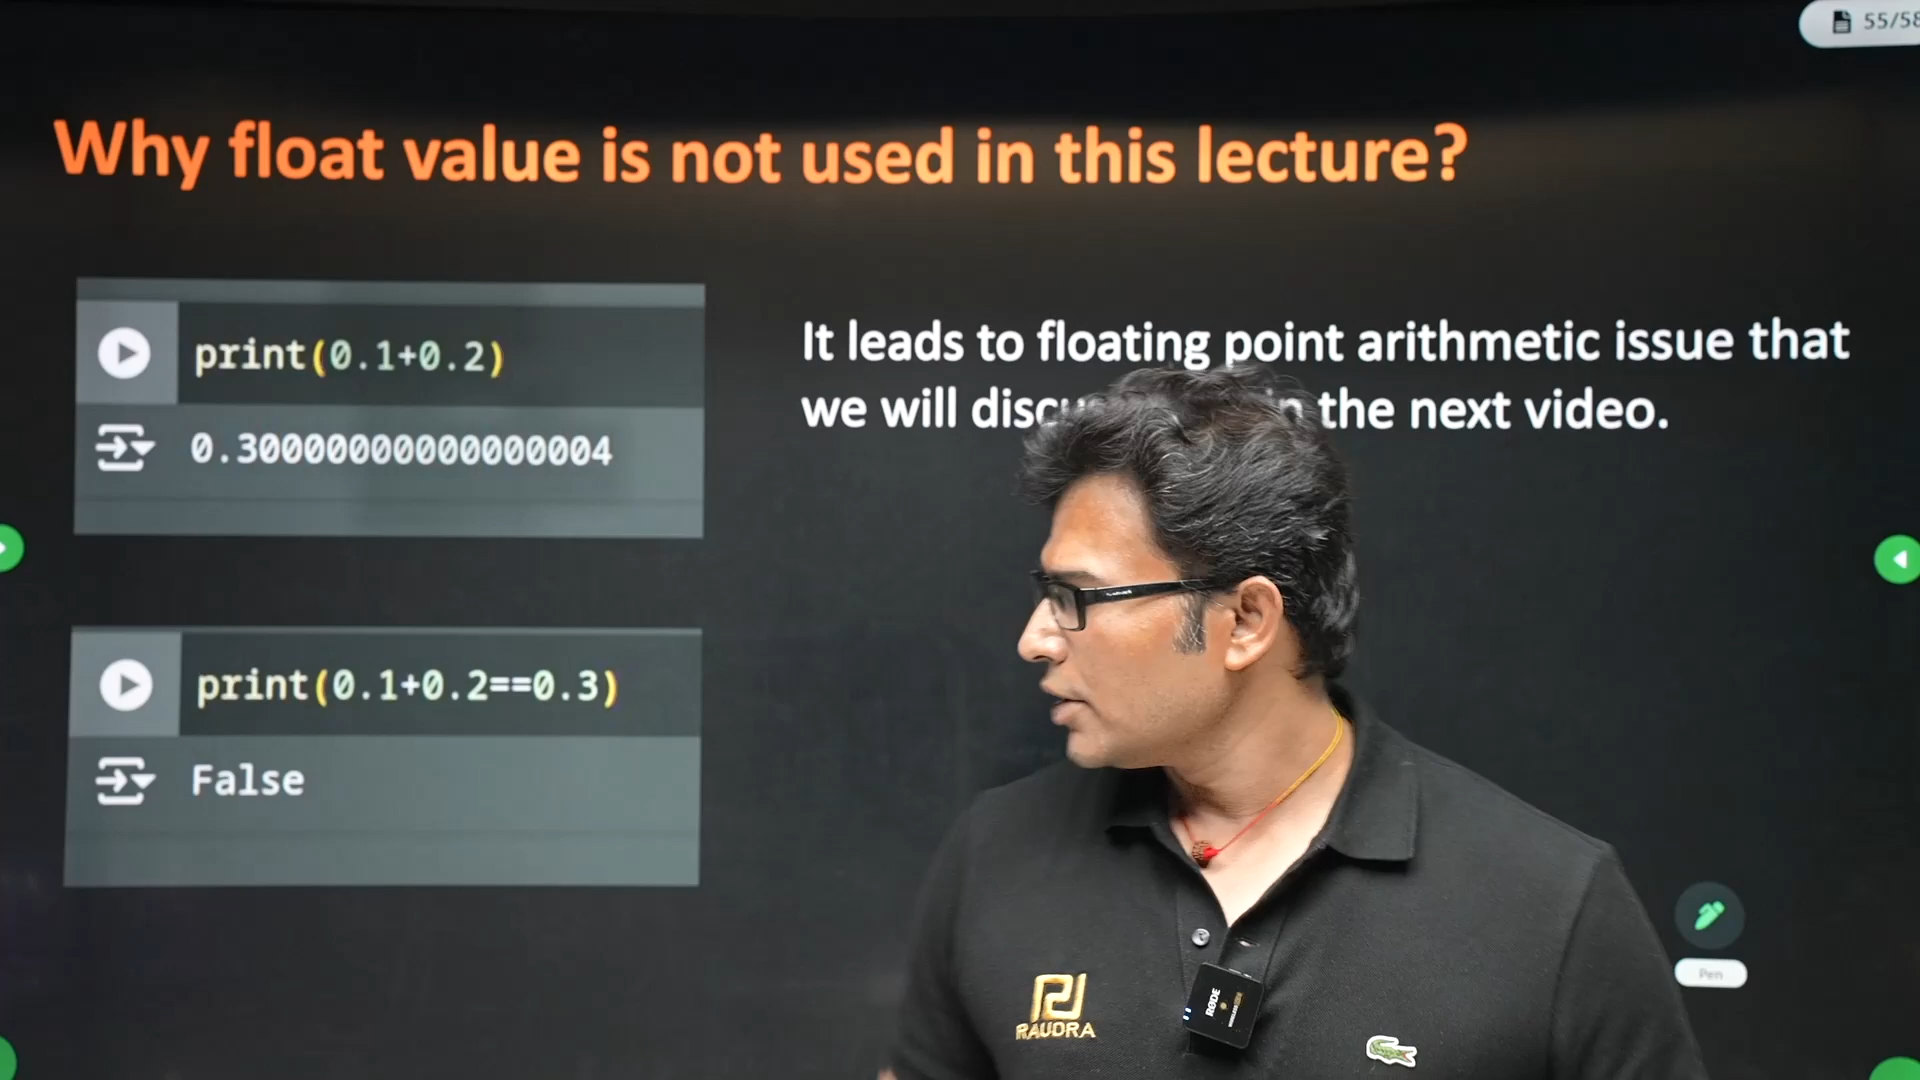 55/58
Why float value is not used in this lecture?
print(0.1+0.2)
0.30000000000000004
It leads to floating point arithmetic issue that
we will the next video.
print(0.1+0.2==0.3)
False
Pen
RAUDRA
RØDE